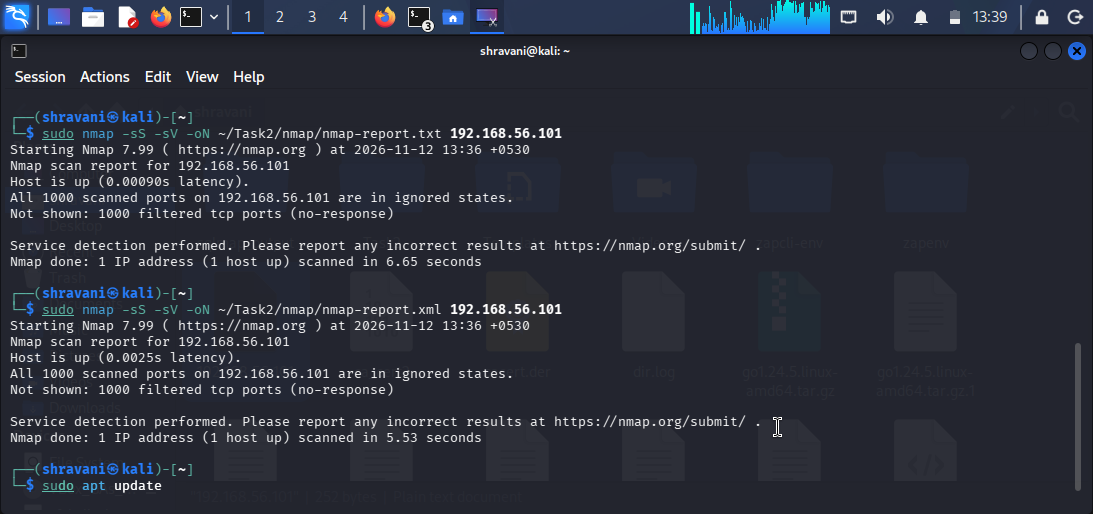 1 2 3 4 3 13:39
shravani@kali: ~
Session Actions Edit View Help
┌──(shravani㉿kali)-[~]
└─$ sudo nmap -sS -sV -oN ~/Task2/nmap/nmap-report.txt 192.168.56.101
Starting Nmap 7.99 ( https://nmap.org ) at 2026-11-12 13:36 +0530
Nmap scan report for 192.168.56.101
Host is up (0.00090s latency).
All 1000 scanned ports on 192.168.56.101 are in ignored states.
Not shown: 1000 filtered tcp ports (no-response)
Service detection performed. Please report any incorrect results at https://nmap.org/submit/ .
Nmap done: 1 IP address (1 host up) scanned in 6.65 seconds
┌──(shravani㉿kali)-[~]
└─$ sudo nmap -sS -sV -oN ~/Task2/nmap/nmap-report.xml 192.168.56.101
Starting Nmap 7.99 ( https://nmap.org ) at 2026-11-12 13:36 +0530
Nmap scan report for 192.168.56.101
Host is up (0.0025s latency).
All 1000 scanned ports on 192.168.56.101 are in ignored states.
Not shown: 1000 filtered tcp ports (no-response)
Service detection performed. Please report any incorrect results at https://nmap.org/submit/ .
Nmap done: 1 IP address (1 host up) scanned in 5.53 seconds
┌──(shravani㉿kali)-[~]
└─$ sudo apt update